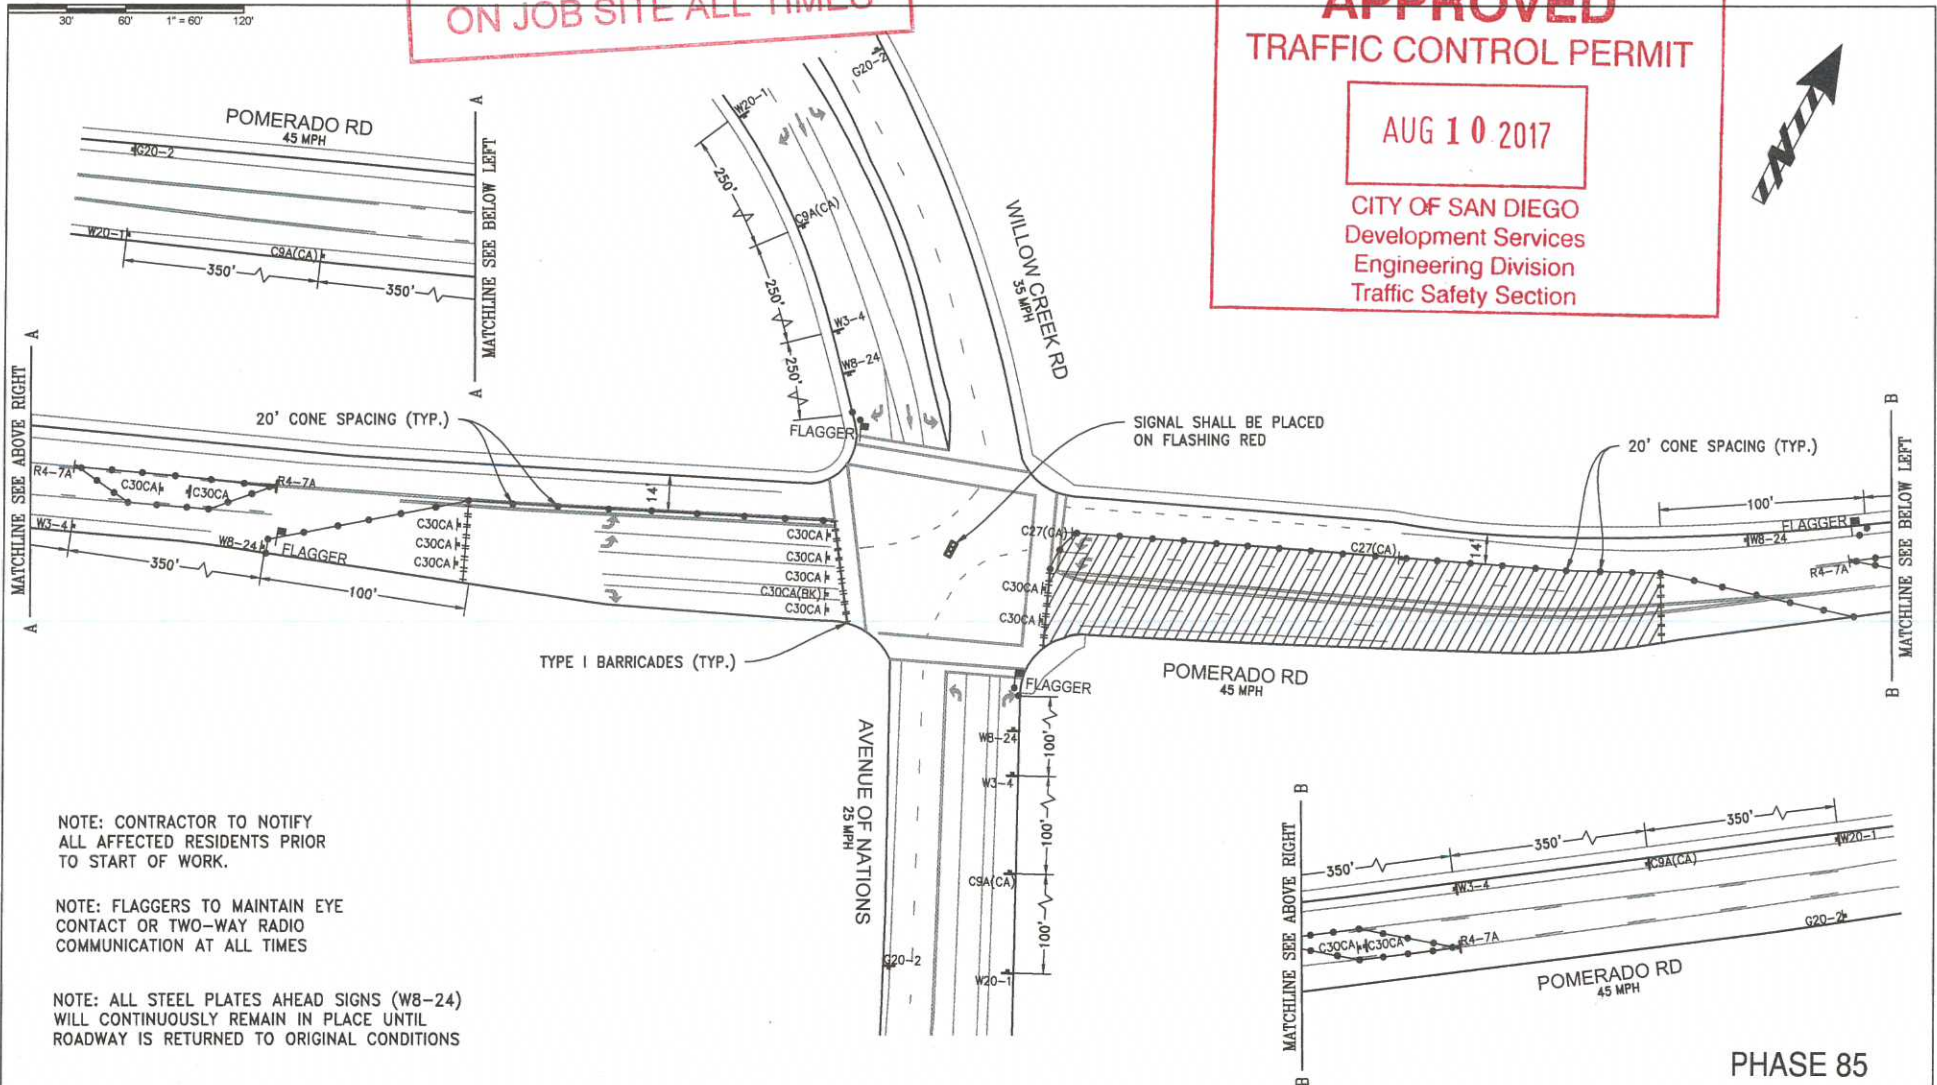 30'
60'
1" = 60'
120'
ON JOB SITE ALL TIMES
APPROVED
TRAFFIC CONTROL PERMIT
AUG 10 2017
CITY OF SAN DIEGO
Development Services
Engineering Division
Traffic Safety Section
N
POMERADO RD
45 MPH
G20-2
W20-1
C9A(CA)
350'
350'
A
MATCHLINE SEE BELOW LEFT
A
W20-1
G20-2
250'
C9A(CA)
250'
W3-4
250'
W8-24
FLAGGER
WILLOW CREEK RD
35 MPH
A
MATCHLINE SEE ABOVE RIGHT
A
20' CONE SPACING (TYP.)
R4-7A
C30CA
C30CA
R4-7A
W3-4
W8-24
FLAGGER
350'
100'
C30CA
C30CA
C30CA
14'
C30CA
C30CA
C30CA
C30CA(BK)
C30CA
TYPE I BARRICADES (TYP.)
SIGNAL SHALL BE PLACED
ON FLASHING RED
20' CONE SPACING (TYP.)
C27(CA)
C27(CA)
14'
C30CA
C30CA
100'
FLAGGER
W8-24
R4-7A
B
MATCHLINE SEE BELOW LEFT
B
POMERADO RD
45 MPH
FLAGGER
W8-24
100'
W3-4
100'
C9A(CA)
100'
W20-1
G20-2
AVENUE OF NATIONS
25 MPH
NOTE: CONTRACTOR TO NOTIFY
ALL AFFECTED RESIDENTS PRIOR
TO START OF WORK.
NOTE: FLAGGERS TO MAINTAIN EYE
CONTACT OR TWO-WAY RADIO
COMMUNICATION AT ALL TIMES
NOTE: ALL STEEL PLATES AHEAD SIGNS (W8-24)
WILL CONTINUOUSLY REMAIN IN PLACE UNTIL
ROADWAY IS RETURNED TO ORIGINAL CONDITIONS
B
MATCHLINE SEE ABOVE RIGHT
B
350'
350'
350'
W3-4
C9A(CA)
W20-1
C30CA
C30CA
R4-7A
G20-2
POMERADO RD
45 MPH
PHASE 85